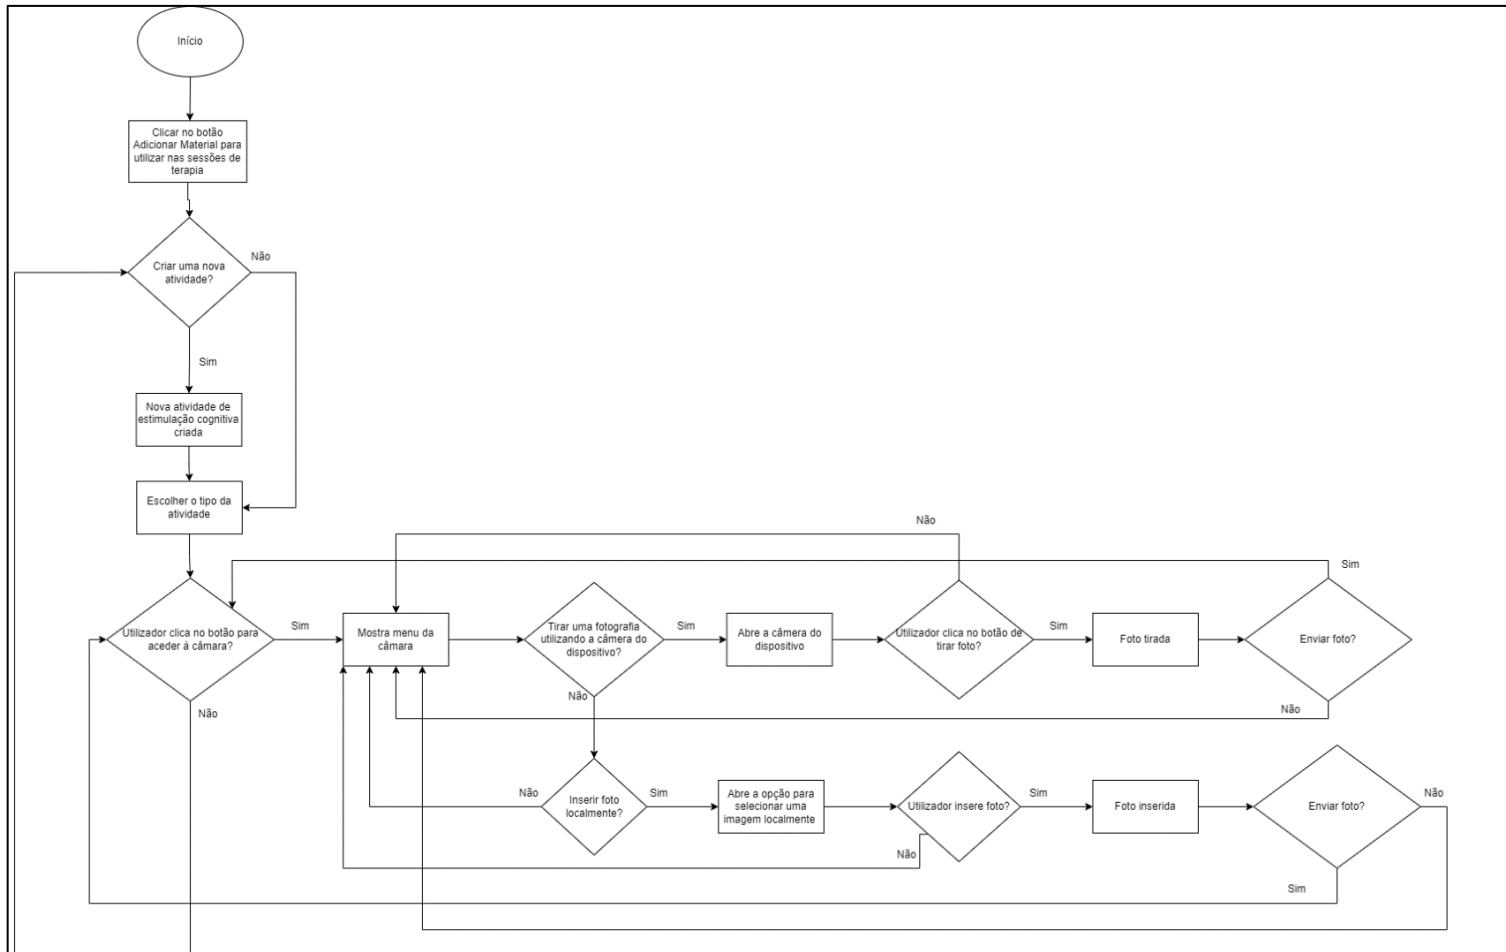 Início
Clicar no botão
Adicionar Material para
utilizar nas sessões de
terapia
Criar uma nova
atividade?
Não
Sim
Nova atividade de
estimulação cognitiva
criada
Escolher o tipo da
atividade
Utilizador clica no botão para
aceder à câmara?
Sim
Não
Mostra menu da
câmara
Tirar uma fotografia
utilizando a câmera do
dispositivo?
Sim
Não
Abre a câmera do
dispositivo
Utilizador clica no botão de
tirar foto?
Não
Sim
Foto tirada
Enviar foto?
Sim
Não
Inserir foto
localmente?
Não
Sim
Abre a opção para
selecionar uma
imagem localmente
Utilizador insere foto?
Não
Sim
Foto inserida
Enviar foto?
Não
Sim